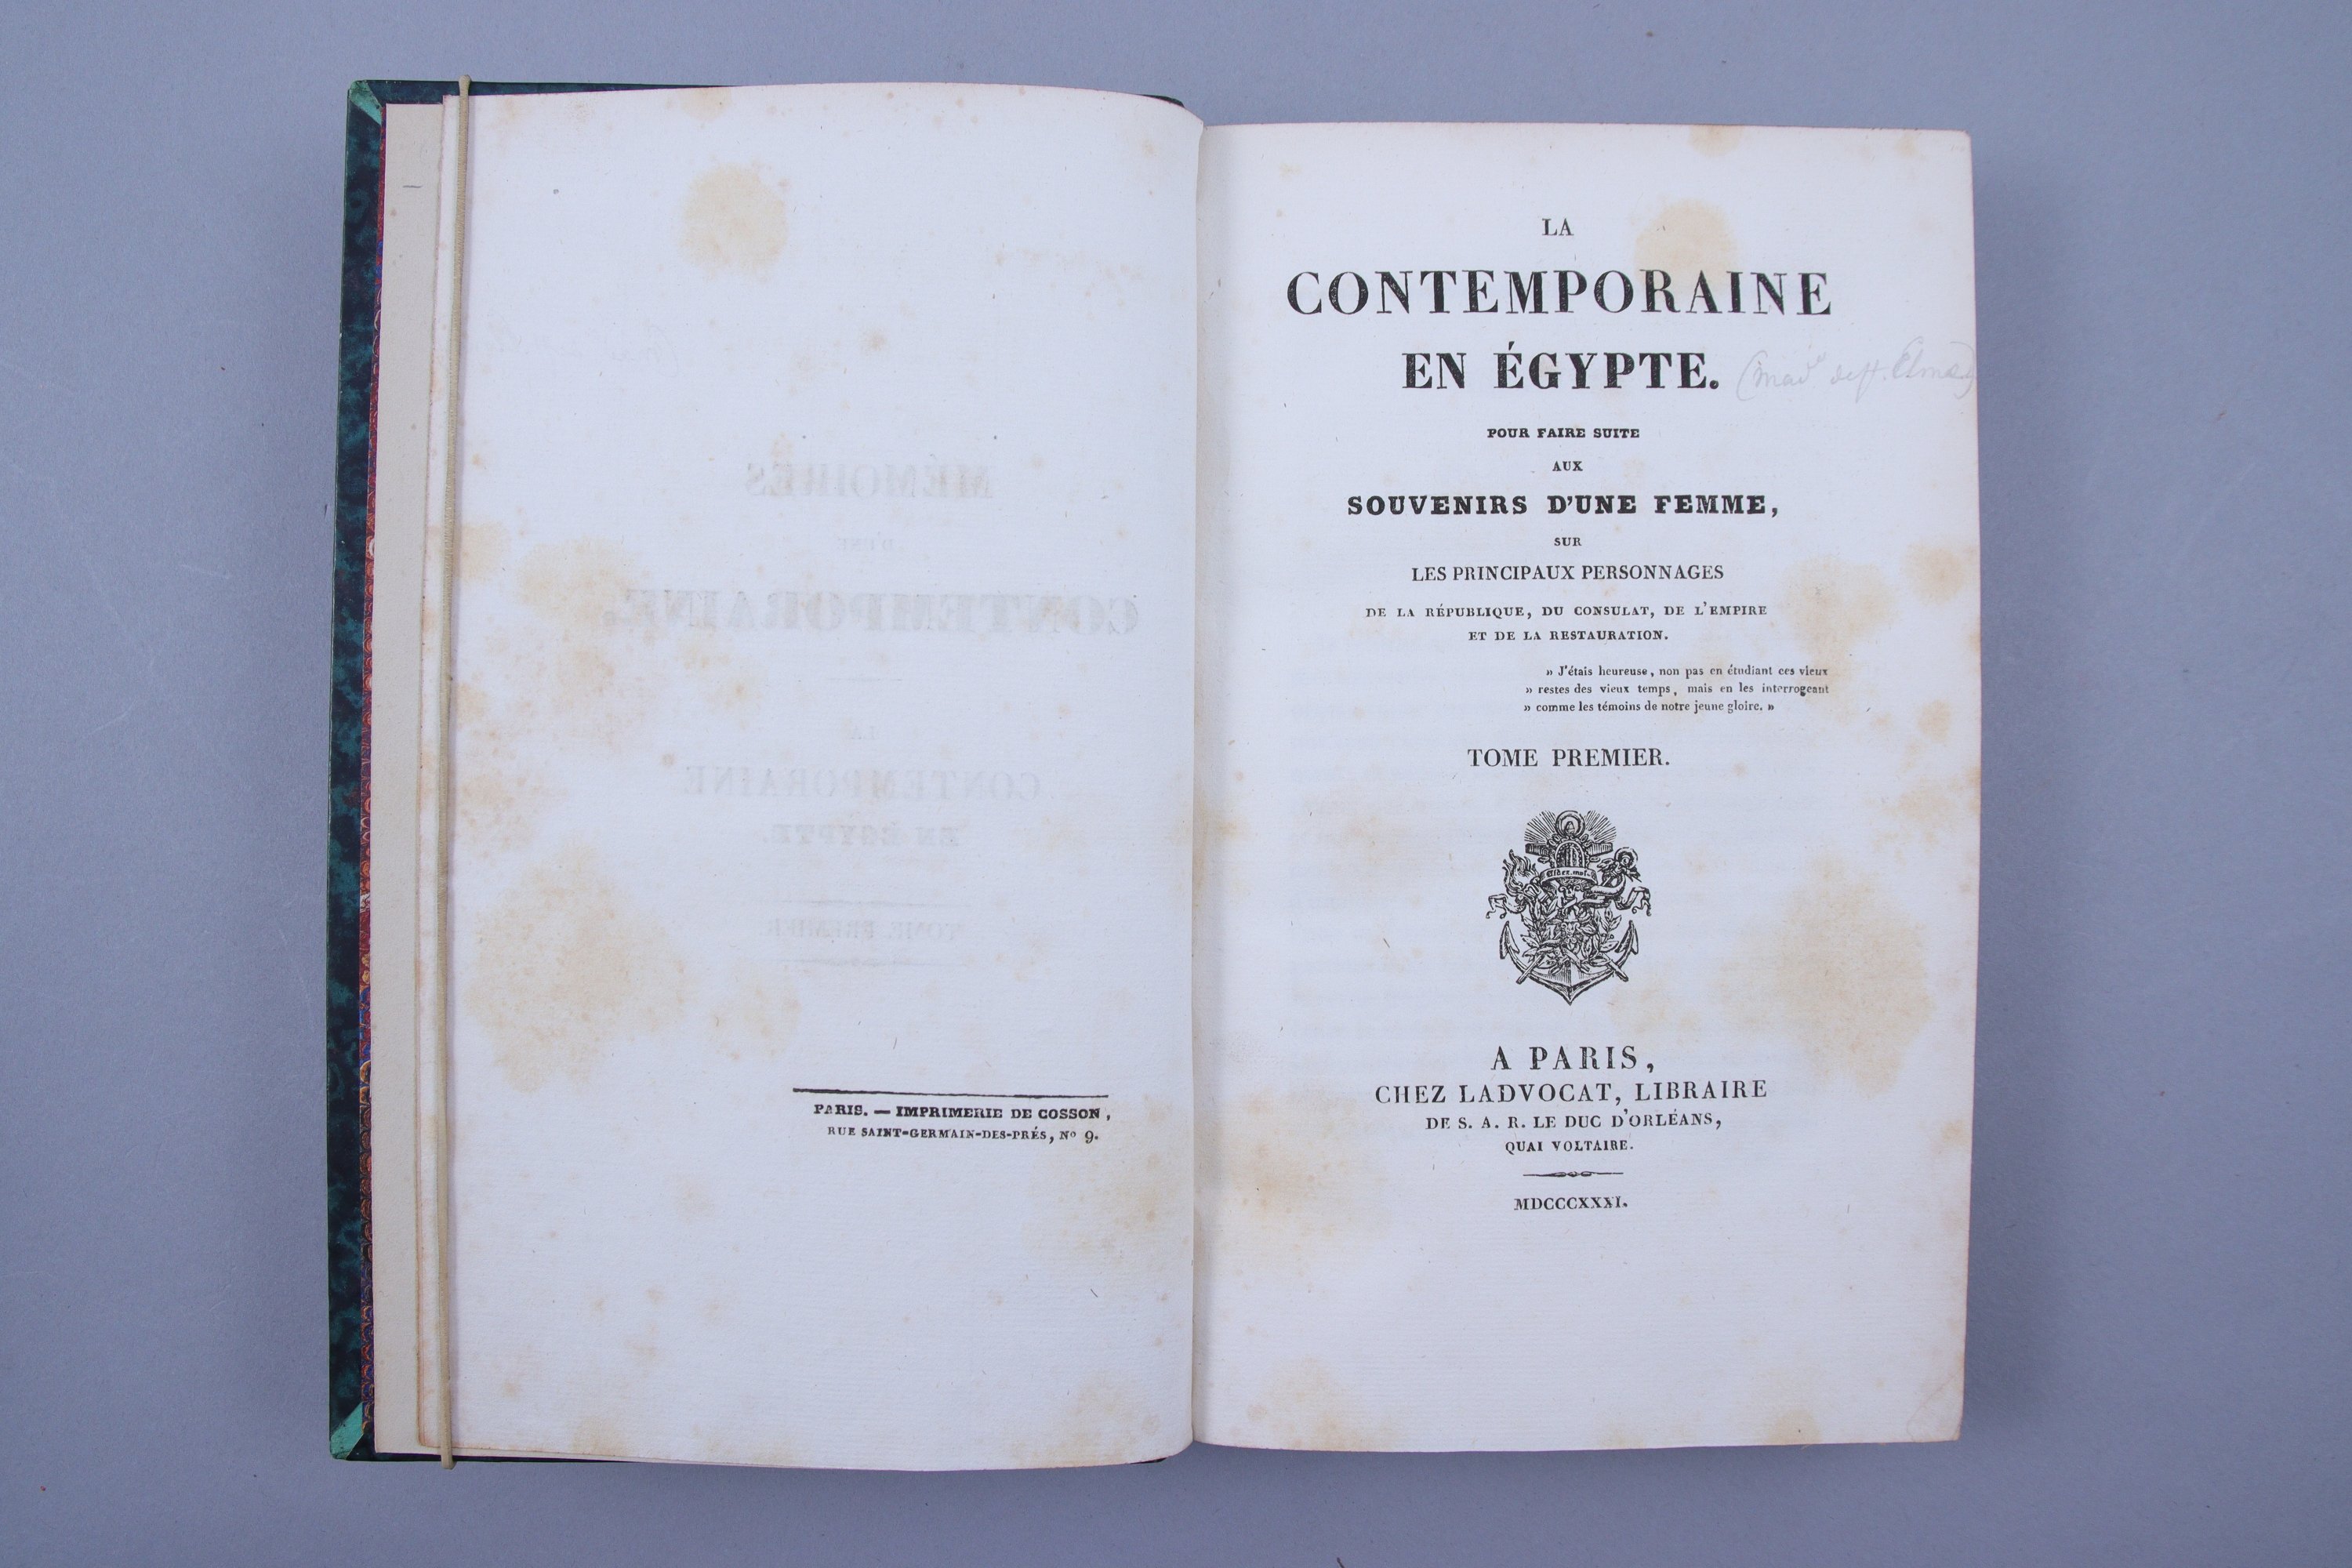 PARIS. — IMPRIMERIE DE COSSON,
RUE SAINT-GERMAIN-DES-PRÉS, No 9.
LA
CONTEMPORAINE
EN ÉGYPTE.
POUR FAIRE SUITE
AUX
SOUVENIRS D'UNE FEMME,
SUR
LES PRINCIPAUX PERSONNAGES
DE LA RÉPUBLIQUE, DU CONSULAT, DE L'EMPIRE
ET DE LA RESTAURATION.
» J'étais heureuse, non pas en étudiant ces vieux
» restes des vieux temps, mais en les interrogeant
» comme les témoins de notre jeune gloire. »
TOME PREMIER.
A PARIS,
CHEZ LADVOCAT, LIBRAIRE
DE S. A. R. LE DUC D'ORLÉANS,
QUAI VOLTAIRE.
MDCCCXXXI.